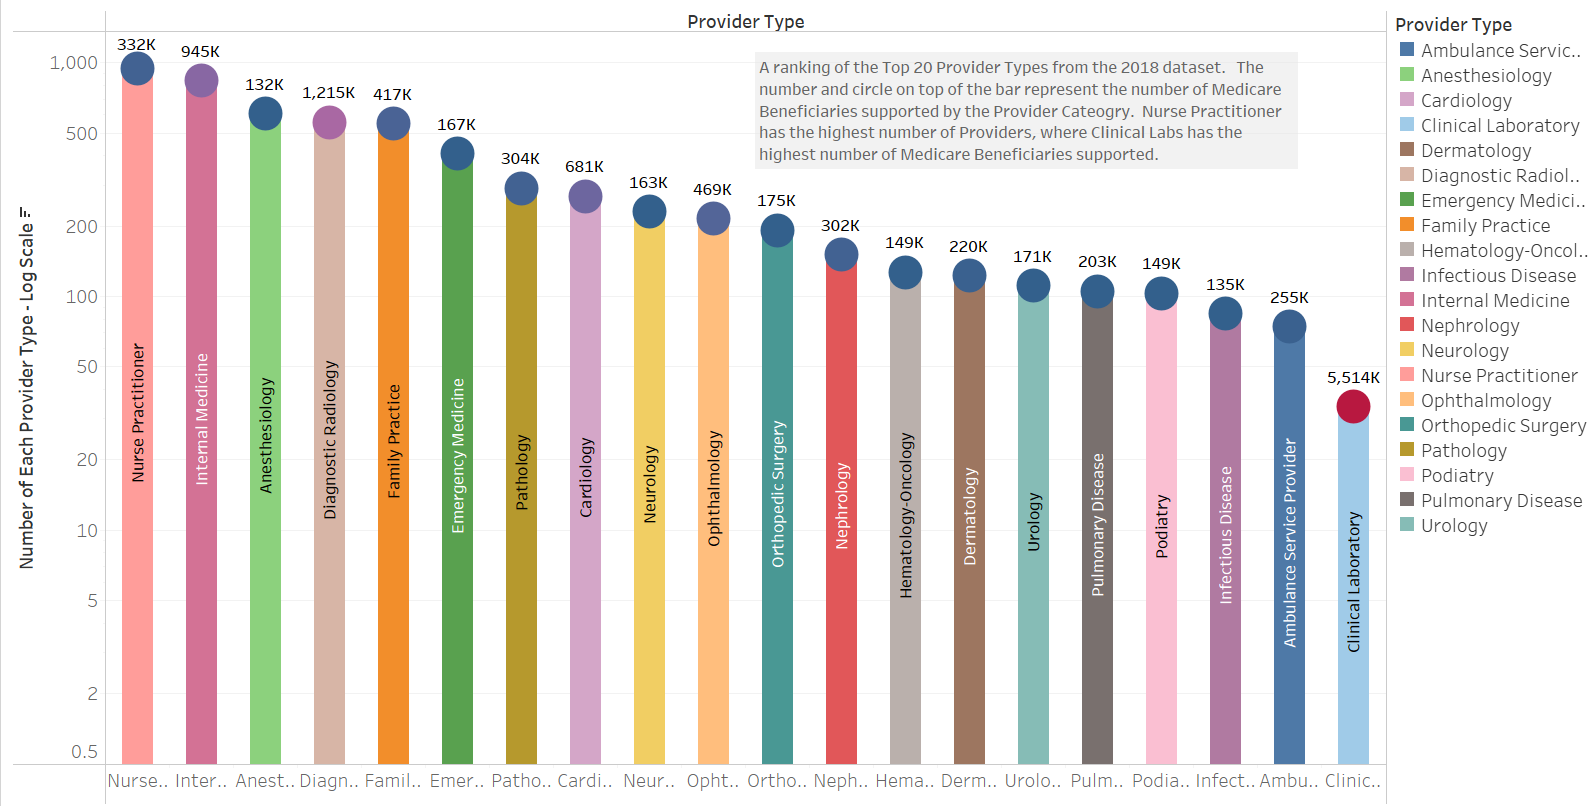 Provider Type
332K
945K
132K
1,215K
417K
167K
304K
681K
163K
469K
175K
302K
149K
220K
171K
203K
149K
135K
255K
5,514K
A ranking of the Top 20 Provider Types from the 2018 dataset. The
number and circle on top of the bar represent the number of Medicare
Beneficiaries supported by the Provider Cateogry. Nurse Practitioner
has the highest number of Providers, where Clinical Labs has the
highest number of Medicare Beneficiaries supported.
Number of Each Provider Type - Log Scale
1,000
500
200
100
50
20
10
5
2
0.5
Nurse Practitioner
Internal Medicine
Anesthesiology
Diagnostic Radiology
Family Practice
Emergency Medicine
Pathology
Cardiology
Neurology
Ophthalmology
Orthopedic Surgery
Nephrology
Hematology-Oncology
Dermatology
Urology
Pulmonary Disease
Podiatry
Infectious Disease
Ambulance Service Provider
Clinical Laboratory
Nurse..
Inter..
Anest..
Diagn..
Famil..
Emer..
Patho..
Cardi..
Neur..
Opht..
Ortho..
Neph..
Hema..
Derm..
Urolo..
Pulm..
Podia..
Infect..
Ambu..
Clinic..
Provider Type
Ambulance Servic..
Anesthesiology
Cardiology
Clinical Laboratory
Dermatology
Diagnostic Radiol..
Emergency Medici..
Family Practice
Hematology-Oncol..
Infectious Disease
Internal Medicine
Nephrology
Neurology
Nurse Practitioner
Ophthalmology
Orthopedic Surgery
Pathology
Podiatry
Pulmonary Disease
Urology